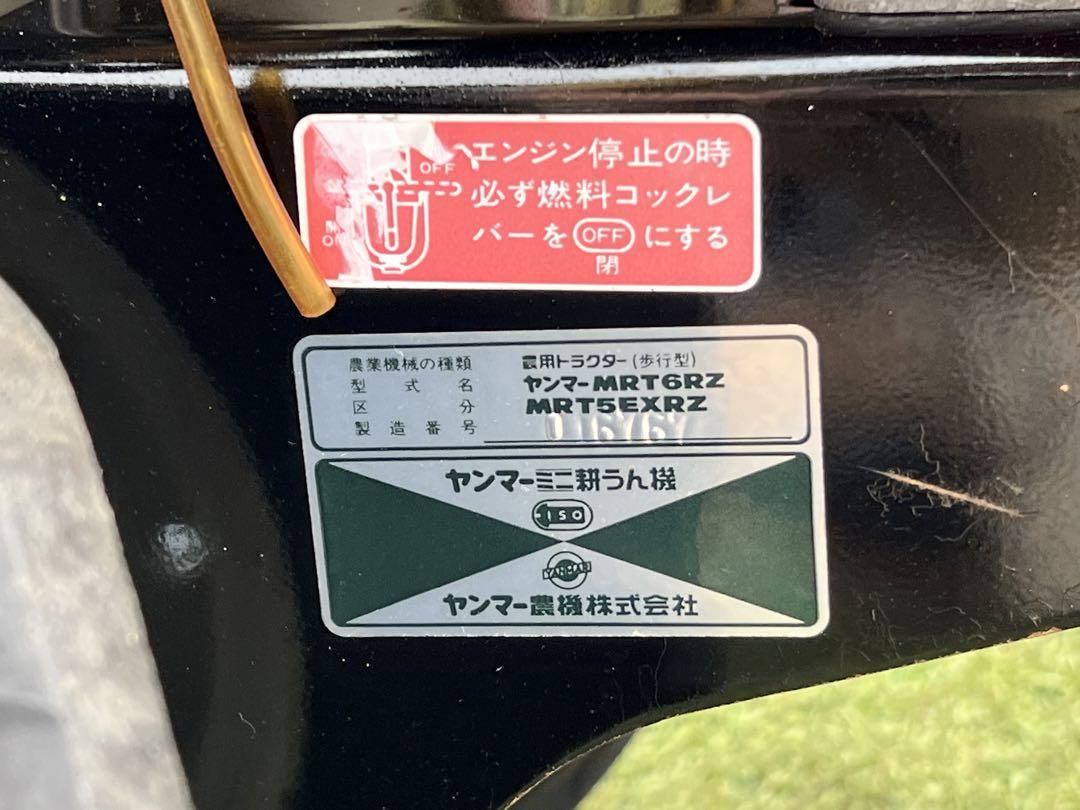 エンジン停止の時
必ず燃料コックレ
バーを OFF にする
閉
OFF
農業機械の種類 農用トラクター(歩行型)
型式名 ヤンマーMRT6RZ
区分 MRT5EXRZ
製造番号
ヤンマーミニ耕うん機
ISO
YANMAR
ヤンマー農機株式会社